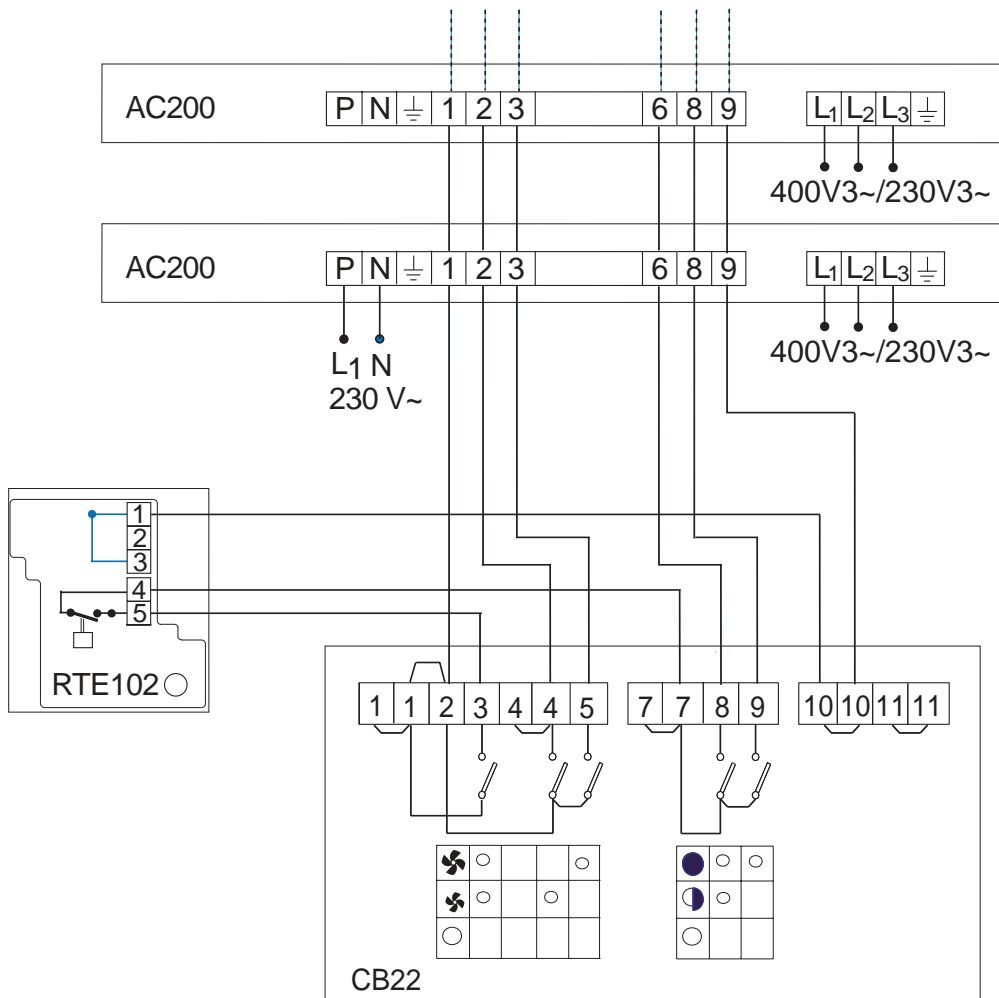 AC200 P N 1 2 3 6 8 9 L1 L2 L3
400V3~/230V3~
AC200 P N 1 2 3 6 8 9 L1 L2 L3
L1 N
230 V~
400V3~/230V3~
1
2
3
4
5
RTE102
1 1 2 3 4 4 5 7 7 8 9 10 10 11 11
CB22